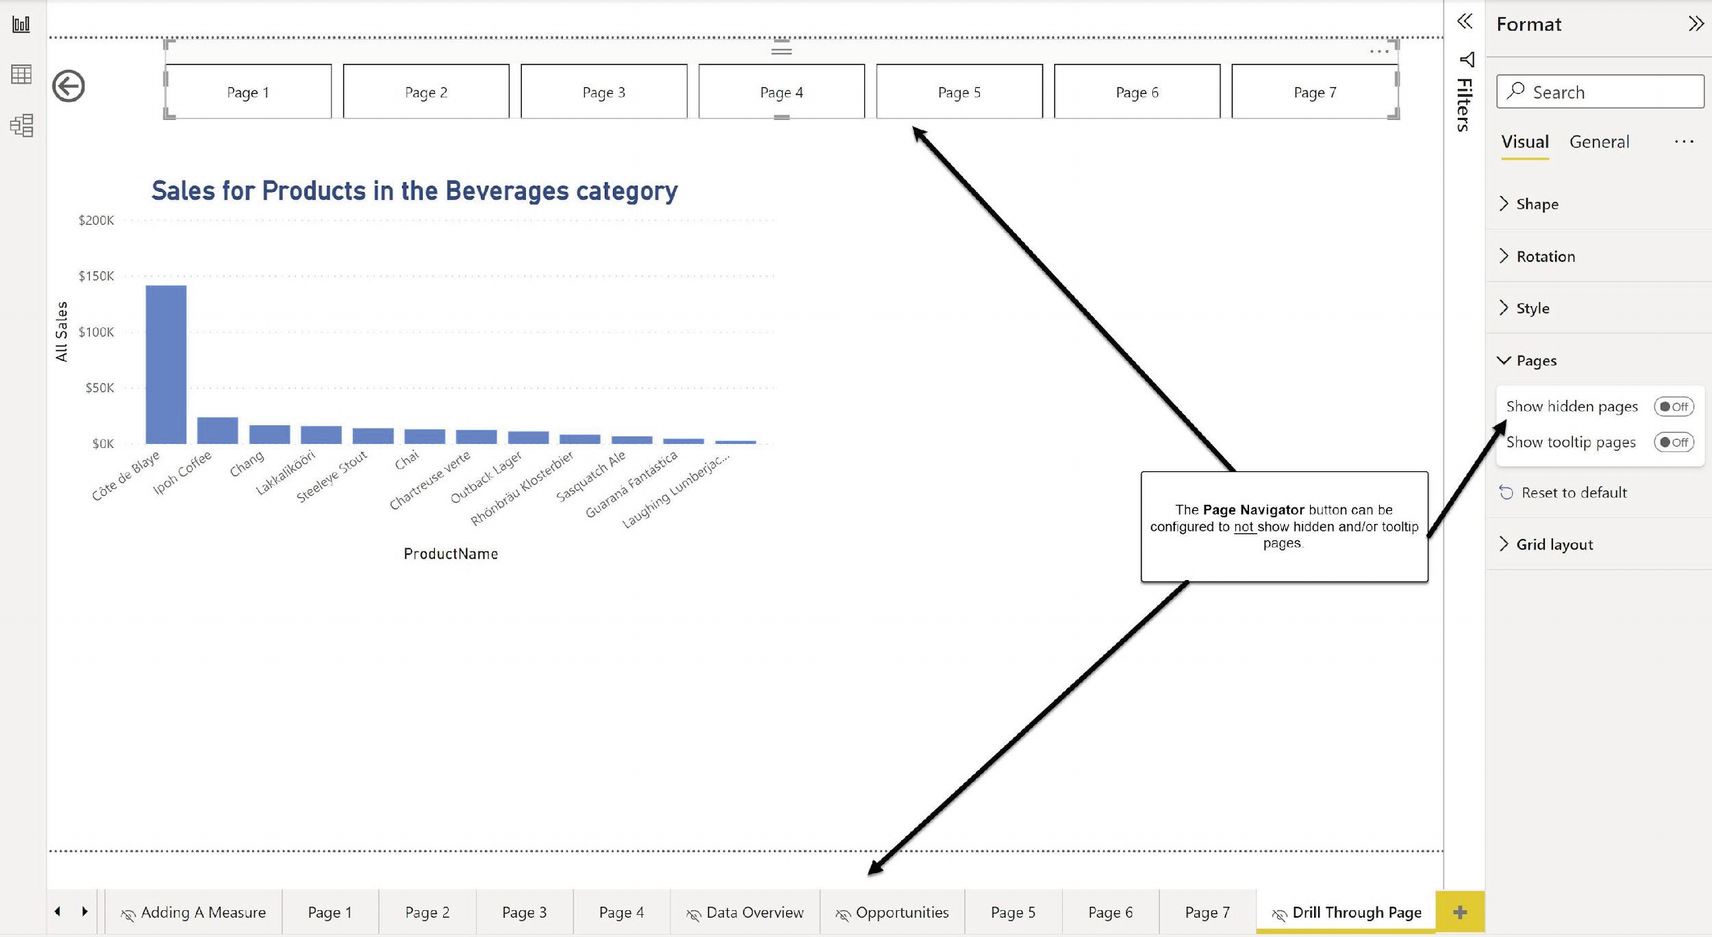 Page 1
Page 2
Page 3
Page 4
Page 5
Page 6
Page 7
Sales for Products in the Beverages category
$200K
$150K
$100K
$50K
$0K
All Sales
Côte de Blaye
Ipoh Coffee
Chang
Lakkalikööri
Steeleye Stout
Chai
Chartreuse verte
Outback Lager
Rhönbräu Klosterbier
Sasquatch Ale
Guaraná Fantástica
Laughing Lumberjac...
ProductName
The Page Navigator button can be
configured to not show hidden and/or tooltip
pages.
Filters
Format
Search
Visual
General
Shape
Rotation
Style
Pages
Show hidden pages
Off
Show tooltip pages
Off
Reset to default
Grid layout
Adding A Measure
Page 1
Page 2
Page 3
Page 4
Data Overview
Opportunities
Page 5
Page 6
Page 7
Drill Through Page